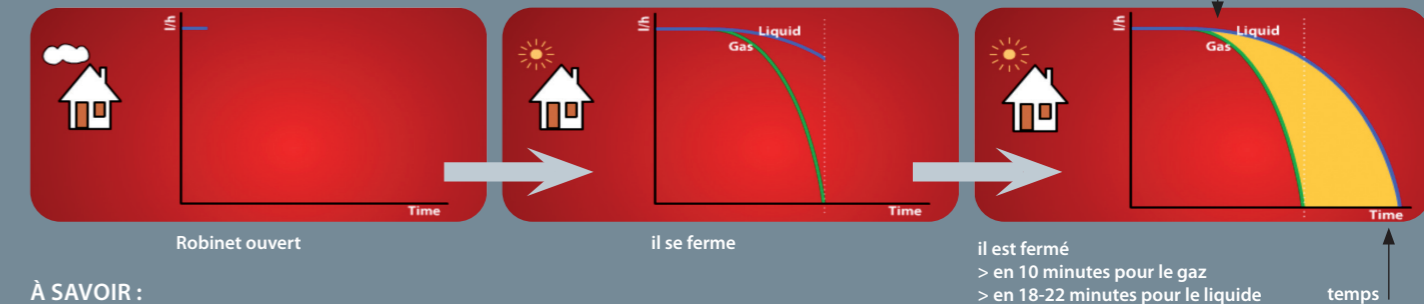 l/h
Time
l/h
Liquid
Gas
Time
l/h
Liquid
Gas
Time
Robinet ouvert
il se ferme
il est fermé
> en 10 minutes pour le gaz
> en 18-22 minutes pour le liquide
temps
À SAVOIR :